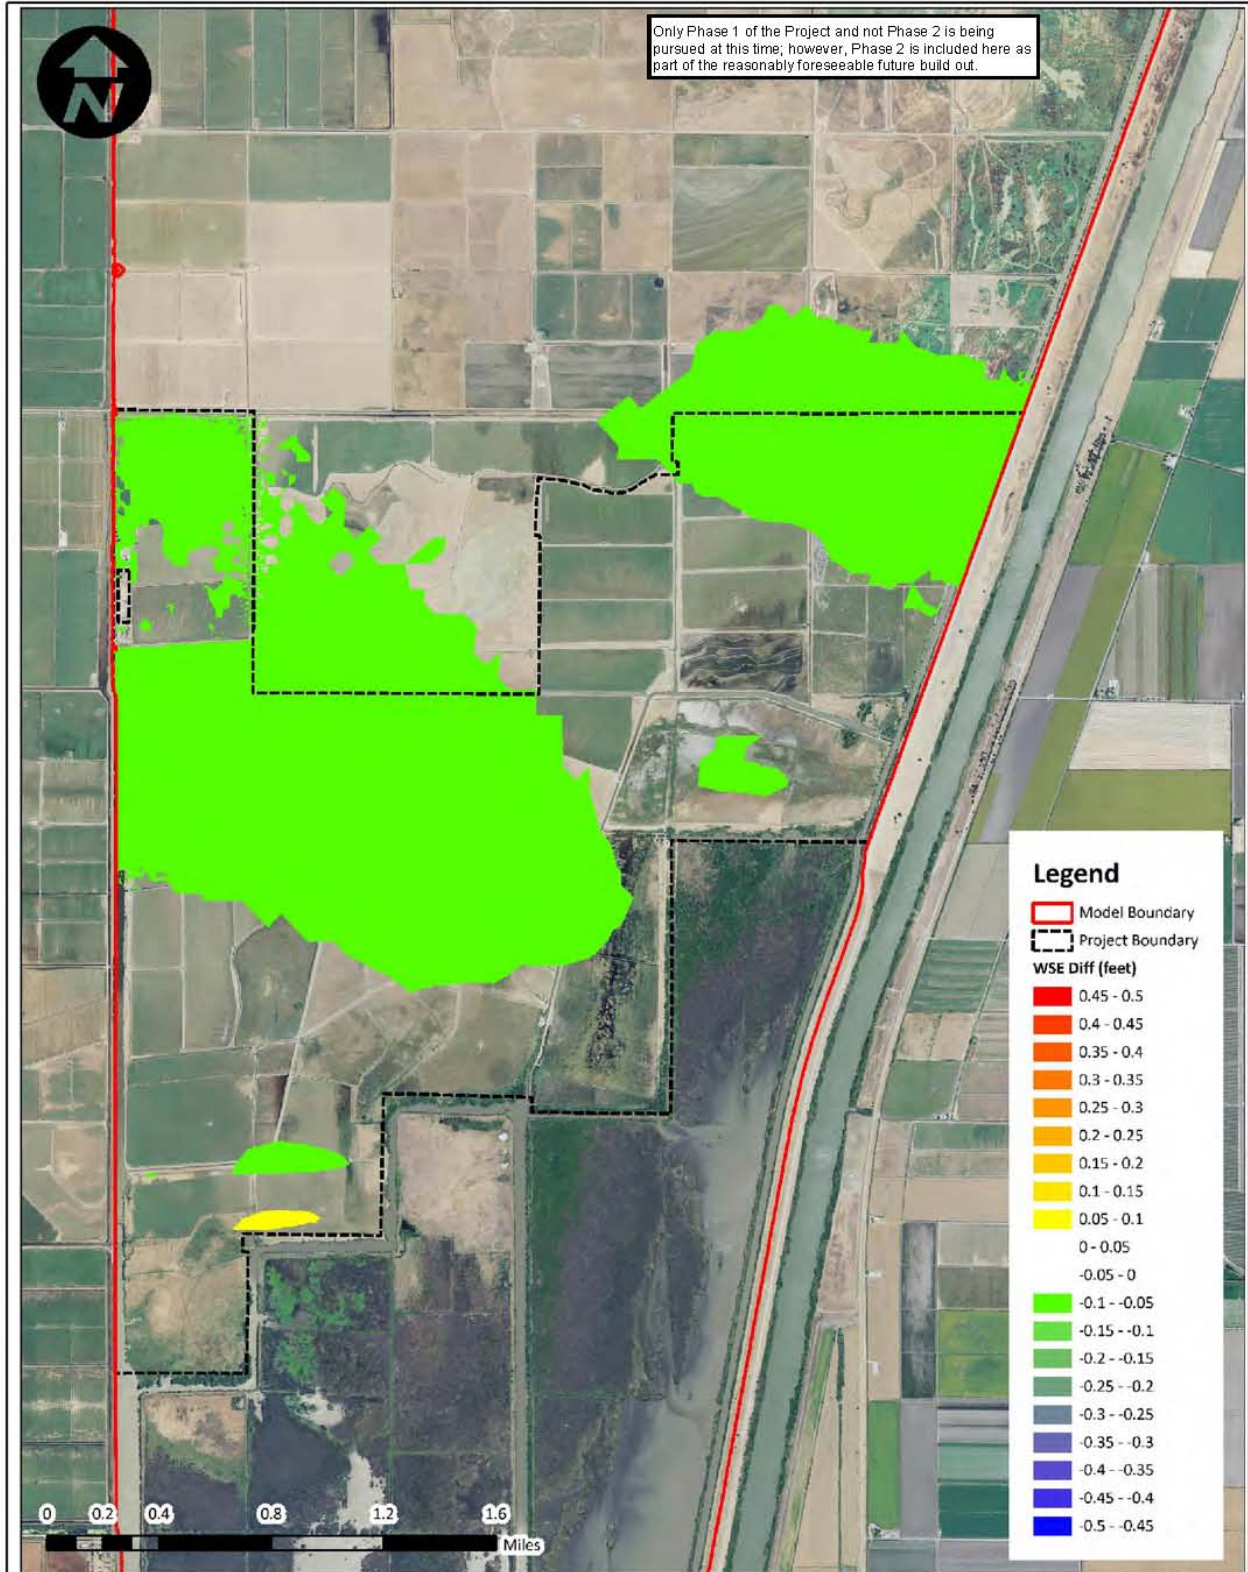 Only Phase 1 of the Project and not Phase 2 is being
pursued at this time; however, Phase 2 is included here as
part of the reasonably foreseeable future build out.
N
Legend
Model Boundary
Project Boundary
WSE Diff (feet)
0.45 - 0.5
0.4 - 0.45
0.35 - 0.4
0.3 - 0.35
0.25 - 0.3
0.2 - 0.25
0.15 - 0.2
0.1 - 0.15
0.05 - 0.1
0 - 0.05
-0.05 - 0
-0.1 - -0.05
-0.15 - -0.1
-0.2 - -0.15
-0.25 - -0.2
-0.3 - -0.25
-0.35 - -0.3
-0.4 - -0.35
-0.45 - -0.4
-0.5 - -0.45
0 0.2 0.4 0.8 1.2 1.6
Miles